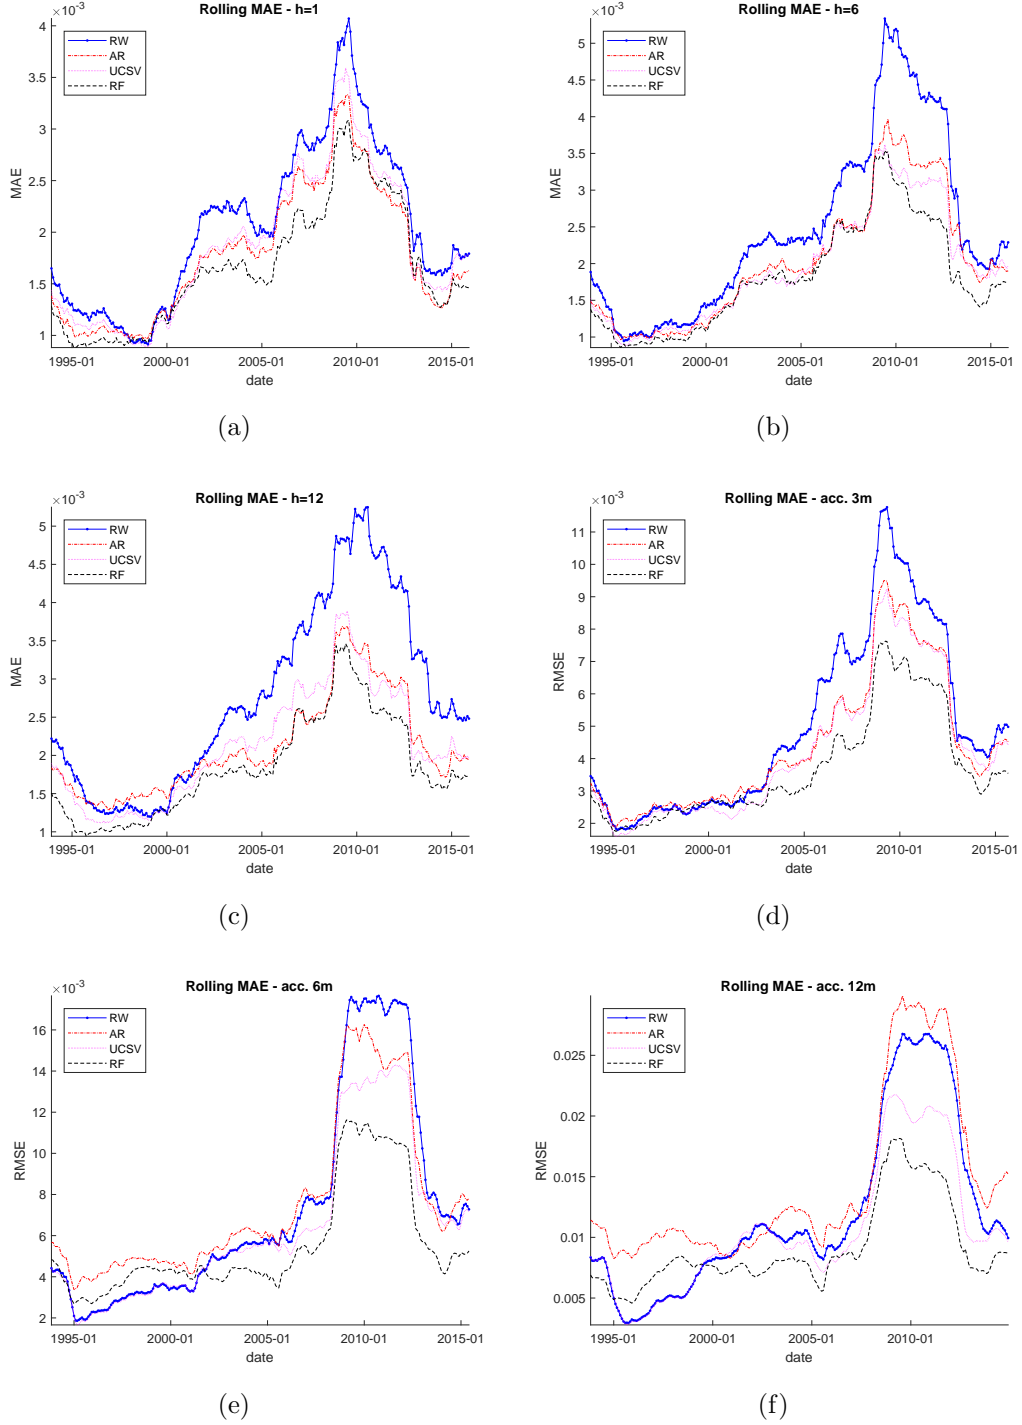 Rolling MAE - h=1
×10⁻³
RW
AR
UCSV
RF
4
3.5
3
2.5
2
1.5
1
MAE
1995-01 2000-01 2005-01 2010-01 2015-01
date
(a)
Rolling MAE - h=6
×10⁻³
RW
AR
UCSV
RF
5
4.5
4
3.5
3
2.5
2
1.5
1
MAE
1995-01 2000-01 2005-01 2010-01 2015-01
date
(b)
Rolling MAE - h=12
×10⁻³
RW
AR
UCSV
RF
5
4.5
4
3.5
3
2.5
2
1.5
1
MAE
1995-01 2000-01 2005-01 2010-01 2015-01
date
(c)
Rolling MAE - acc. 3m
×10⁻³
RW
AR
UCSV
RF
11
10
9
8
7
6
5
4
3
2
RMSE
1995-01 2000-01 2005-01 2010-01 2015-01
date
(d)
Rolling MAE - acc. 6m
×10⁻³
RW
AR
UCSV
RF
16
14
12
10
8
6
4
2
RMSE
1995-01 2000-01 2005-01 2010-01 2015-01
date
(e)
Rolling MAE - acc. 12m
RW
AR
UCSV
RF
0.025
0.02
0.015
0.01
0.005
RMSE
1995-01 2000-01 2005-01 2010-01
date
(f)